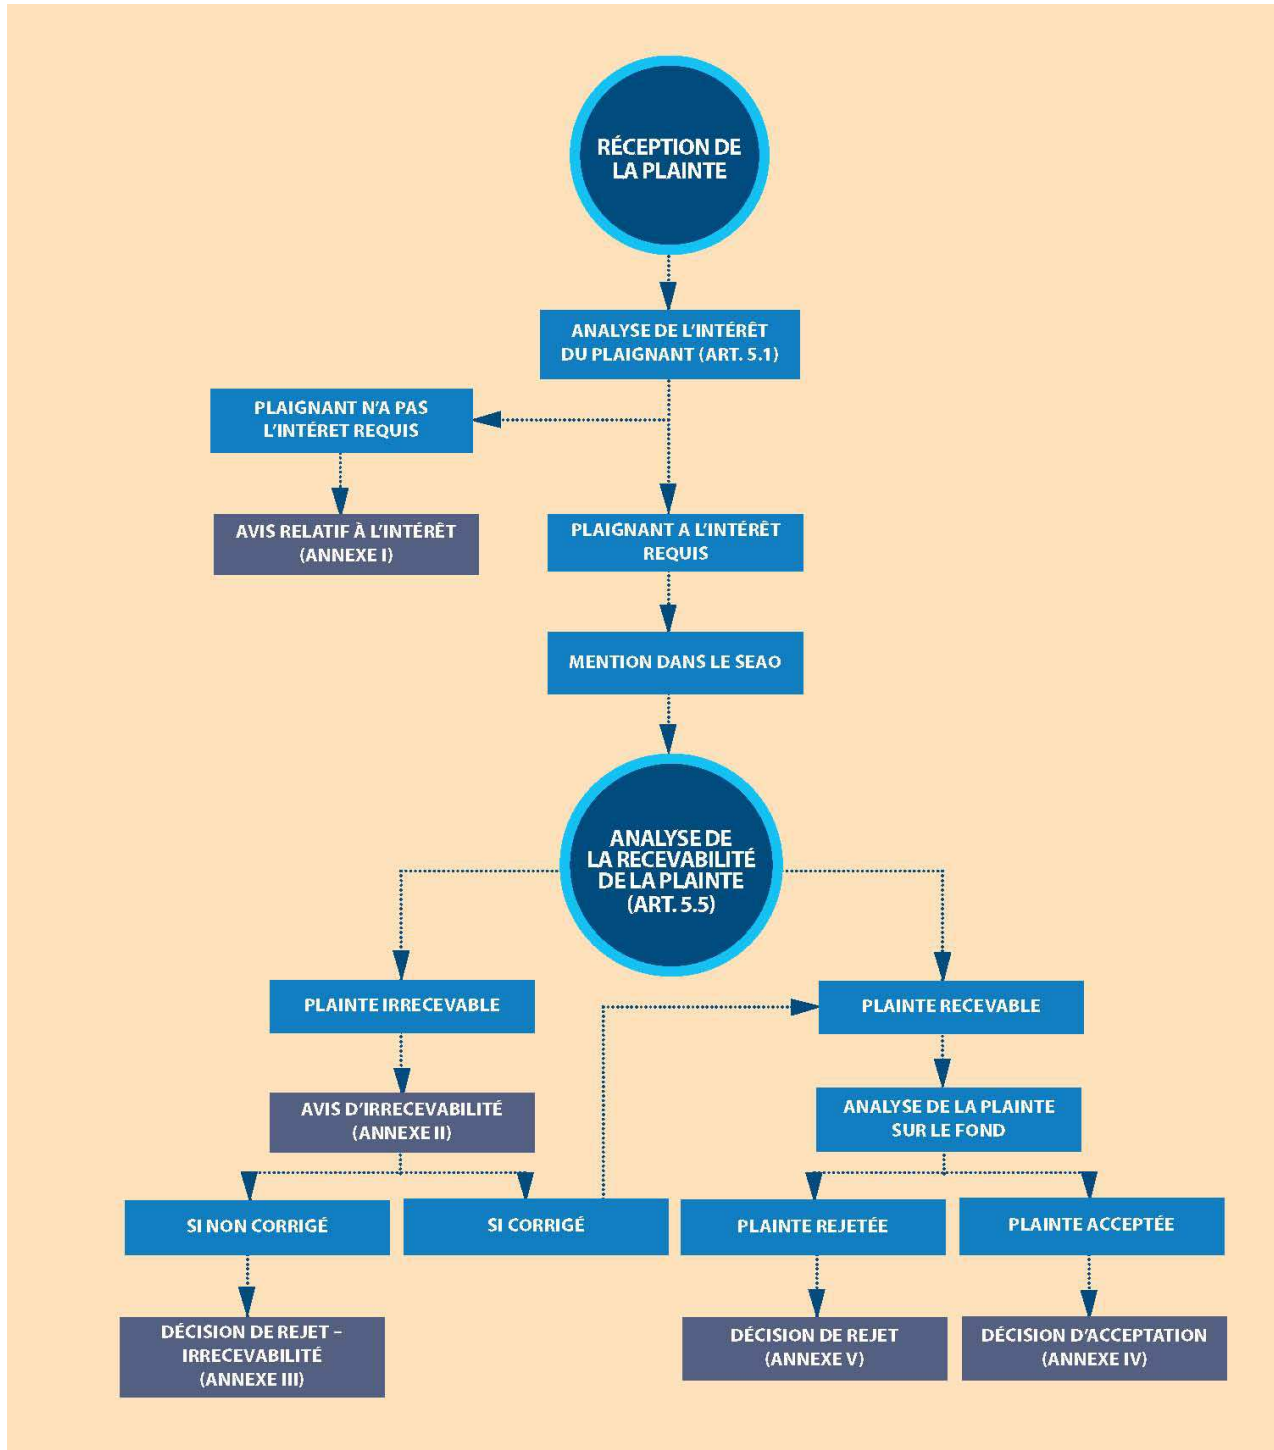 RÉCEPTION DE
LA PLAINTE
ANALYSE DE L'INTÉRÊT
DU PLAIGNANT (ART. 5.1)
PLAIGNANT N'A PAS
L'INTÉRET REQUIS
AVIS RELATIF À L'INTÉRÊT
(ANNEXE I)
PLAIGNANT A L'INTÉRÊT
REQUIS
MENTION DANS LE SEAO
ANALYSE DE
LA RECEVABILITÉ
DE LA PLAINTE
(ART. 5.5)
PLAINTE IRRECEVABLE
PLAINTE RECEVABLE
AVIS D'IRRECEVABILITÉ
(ANNEXE II)
ANALYSE DE LA PLAINTE
SUR LE FOND
SI NON CORRIGÉ
SI CORRIGÉ
PLAINTE REJETÉE
PLAINTE ACCEPTÉE
DÉCISION DE REJET –
IRRECEVABILITÉ
(ANNEXE III)
DÉCISION DE REJET
(ANNEXE V)
DÉCISION D'ACCEPTATION
(ANNEXE IV)